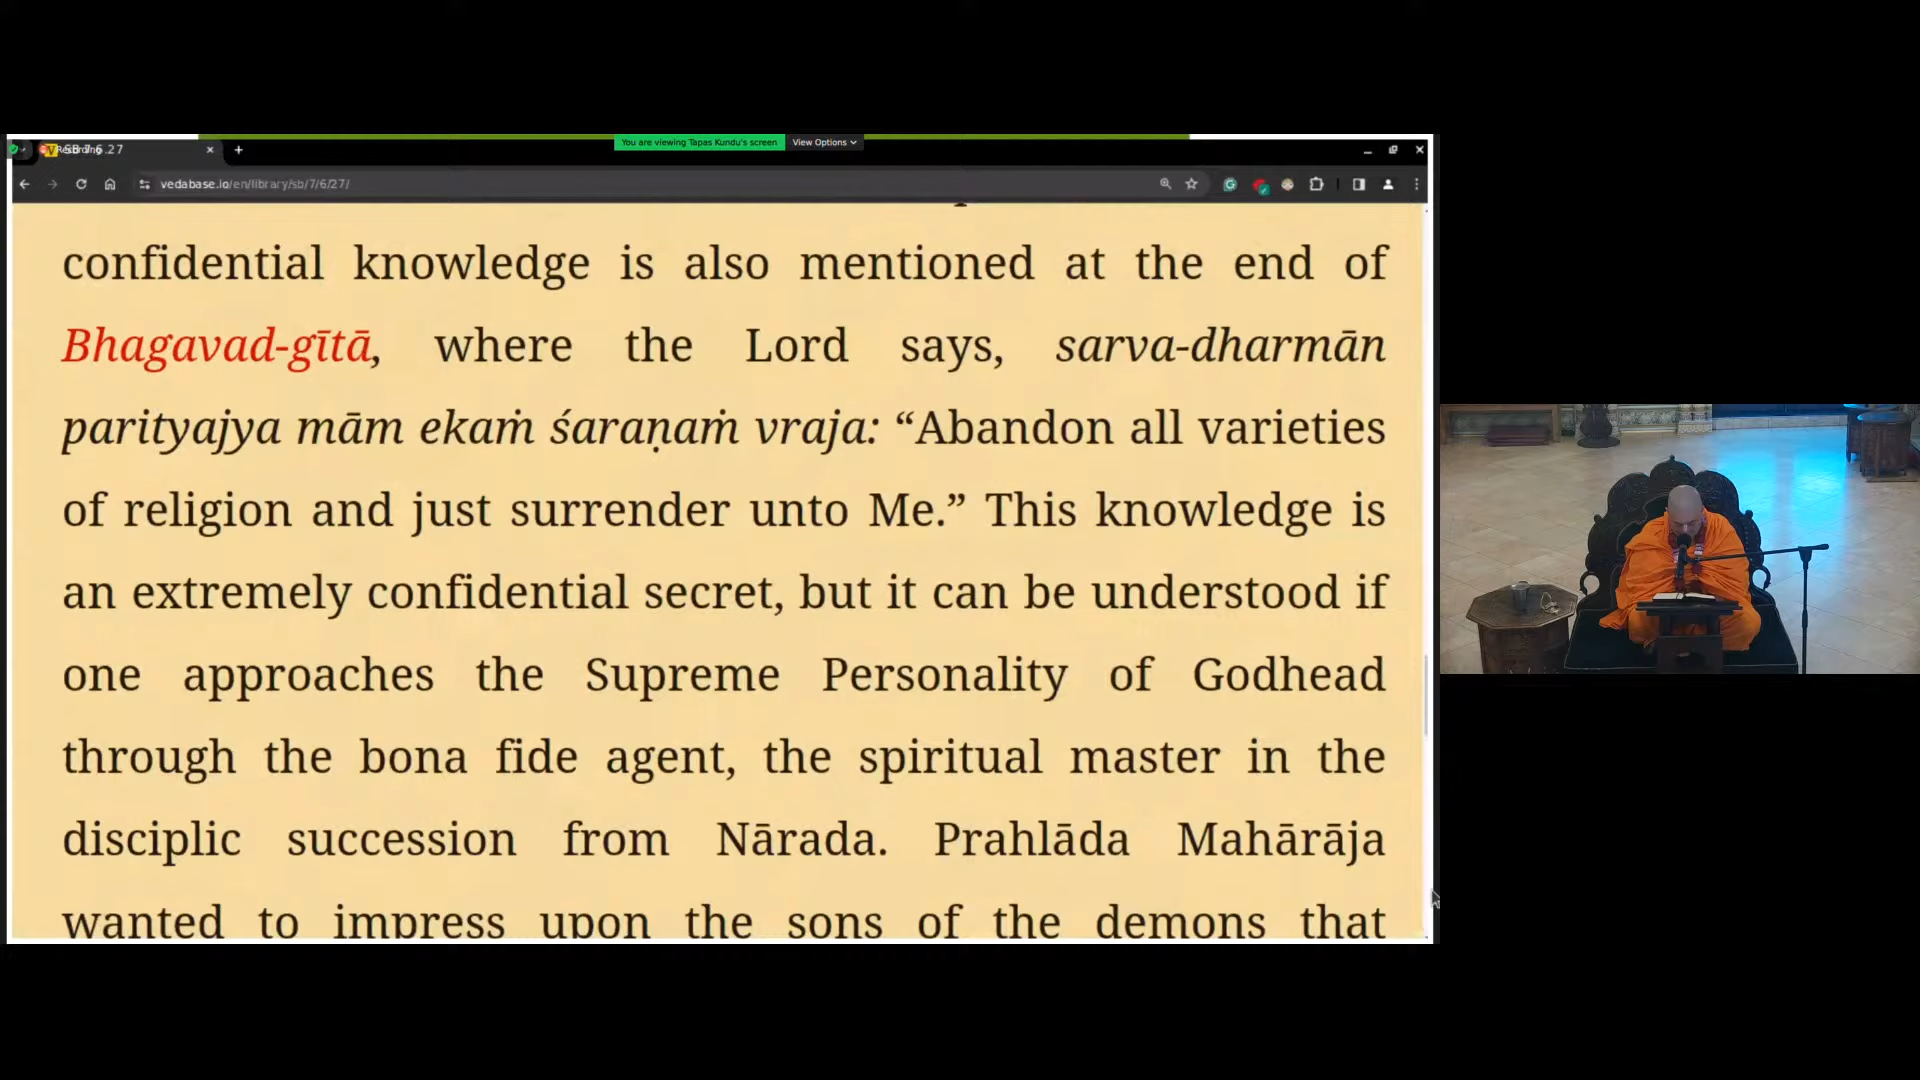 You are viewing Tapas Kundu's screen View Options
SB 7.6.27
vedabase.io/en/library/sb/7/6/27/
confidential knowledge is also mentioned at the end of
Bhagavad-gītā, where the Lord says, sarva-dharmān
parityajya mām ekaṁ śaraṇaṁ vraja: “Abandon all varieties
of religion and just surrender unto Me.” This knowledge is
an extremely confidential secret, but it can be understood if
one approaches the Supreme Personality of Godhead
through the bona fide agent, the spiritual master in the
disciplic succession from Nārada. Prahlāda Mahārāja
wanted to impress upon the sons of the demons that